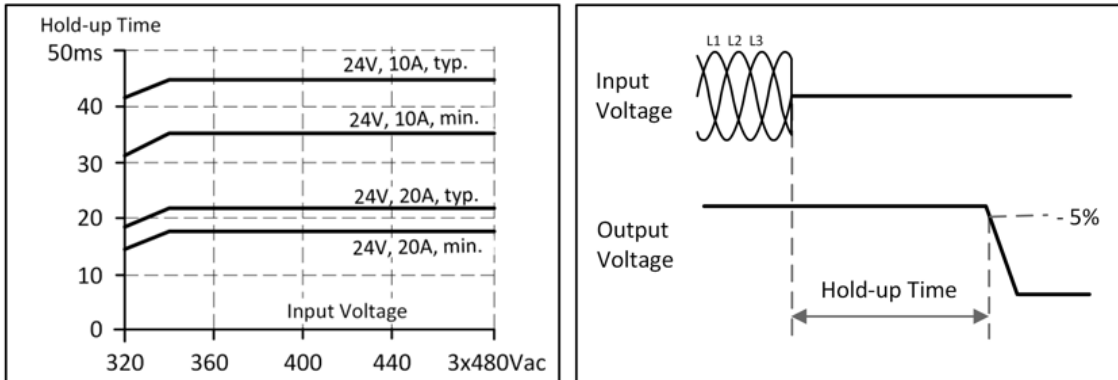 Hold-up Time
50ms
40
30
20
10
0
24V, 10A, typ.
24V, 10A, min.
24V, 20A, typ.
24V, 20A, min.
Input Voltage
320 360 400 440 3x480Vac
L1 L2 L3
Input
Voltage
Output
Voltage
- 5%
Hold-up Time